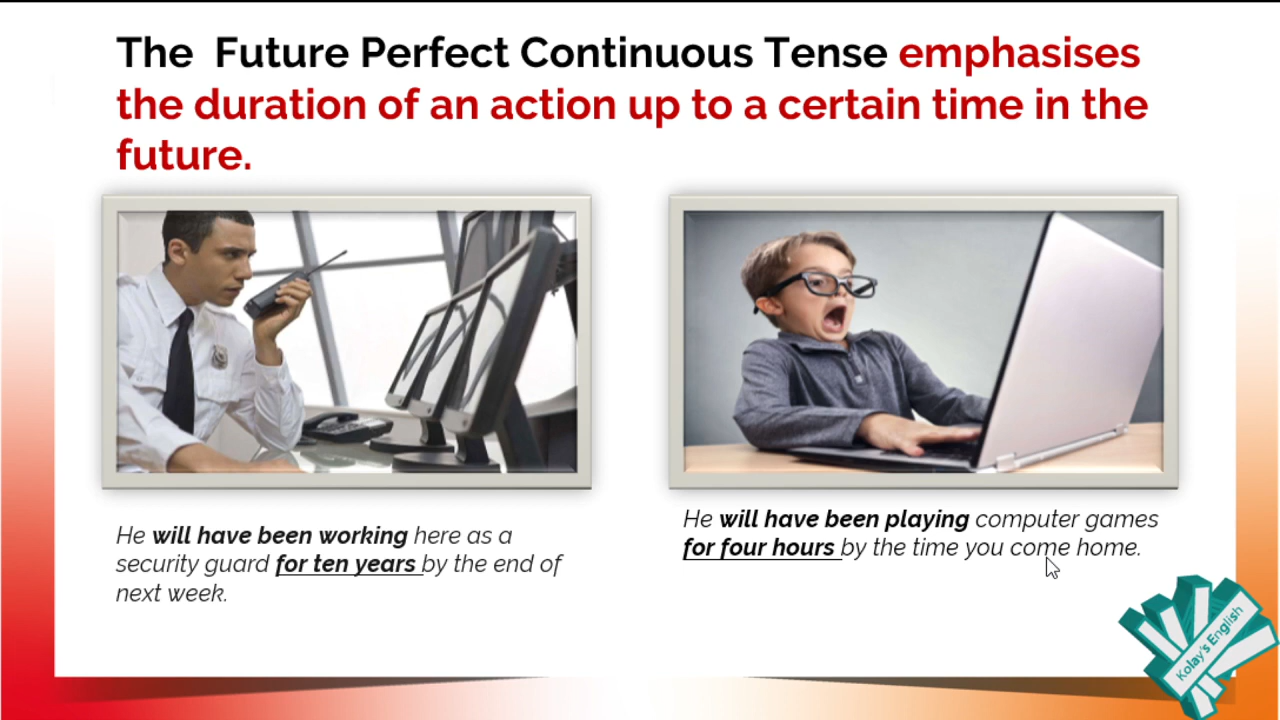 The Future Perfect Continuous Tense emphasises
the duration of an action up to a certain time in the
future.
He will have been working here as a
security guard for ten years by the end of
next week.
He will have been playing computer games
for four hours by the time you come home.
Kolay's English